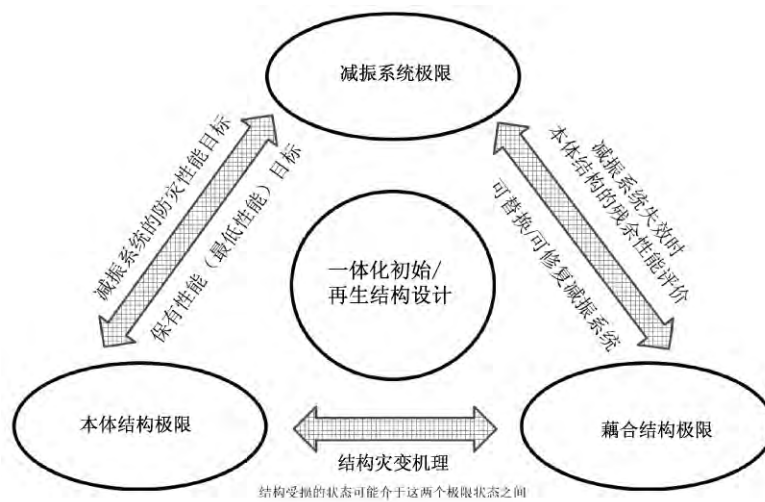 减振系统极限
减振系统的防灾性能目标
保有性能（最低性能）目标
减振系统失效时
本体结构的残余性能评价
可替换/可修复减振系统
一体化初始/
再生结构设计
本体结构极限
藕合结构极限
结构灾变机理
结构受损的状态可能介于这两个极限状态之间